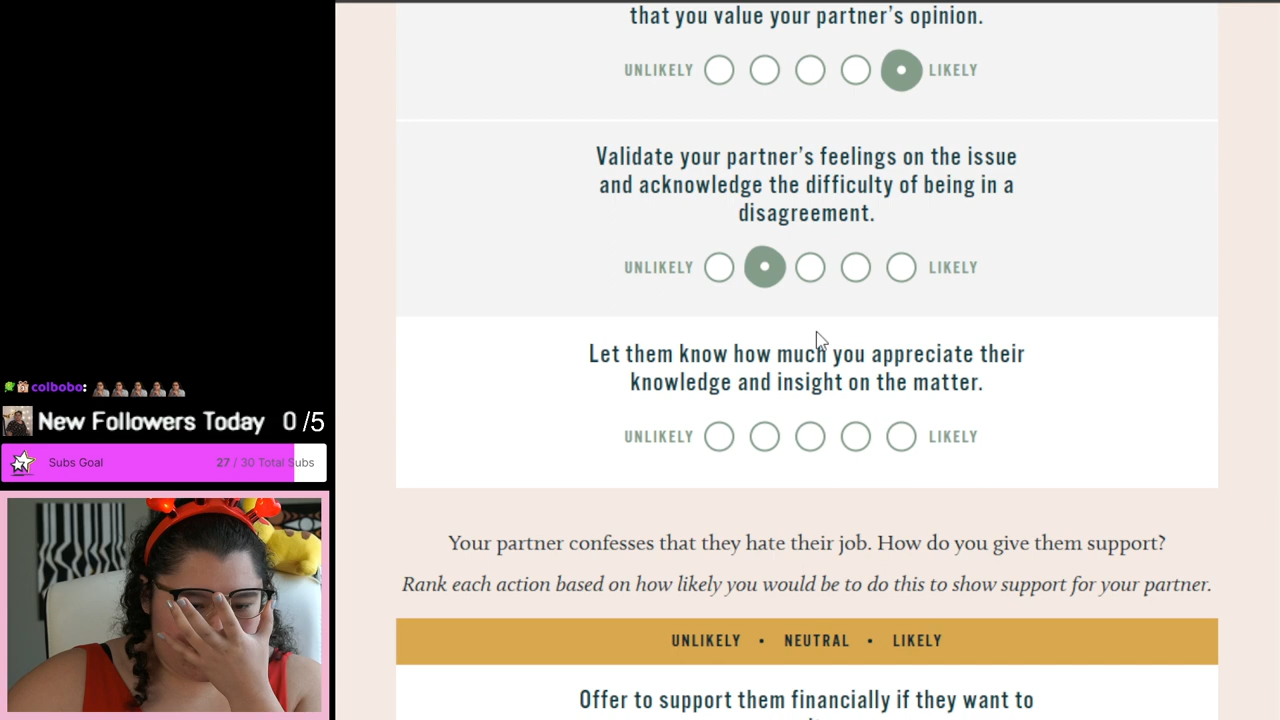 that you value your partner's opinion.
UNLIKELY LIKELY
Validate your partner's feelings on the issue
and acknowledge the difficulty of being in a
disagreement.
UNLIKELY LIKELY
Let them know how much you appreciate their
knowledge and insight on the matter.
UNLIKELY LIKELY
Your partner confesses that they hate their job. How do you give them support?
Rank each action based on how likely you would be to do this to show support for your partner.
UNLIKELY • NEUTRAL • LIKELY
Offer to support them financially if they want to
colbobo:
New Followers Today 0 /5
Subs Goal 27 / 30 Total Subs